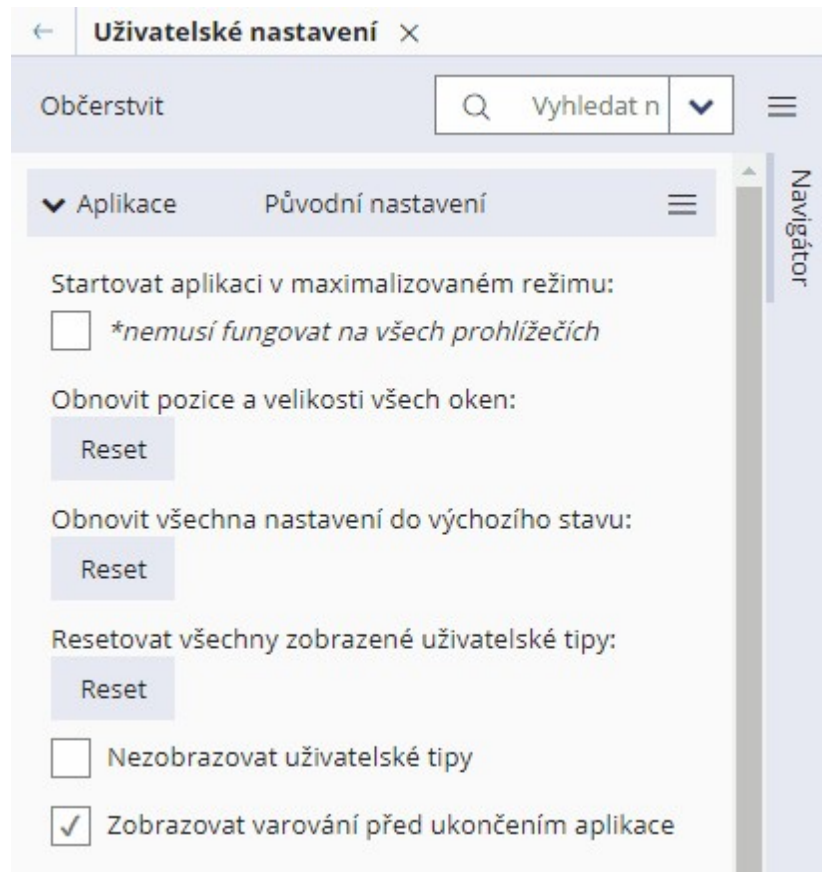 Uživatelské nastavení
Občerstvit
Vyhledat n
Navigátor
Aplikace Původní nastavení
Startovat aplikaci v maximalizovaném režimu:
*nemusí fungovat na všech prohlížečích
Obnovit pozice a velikosti všech oken:
Reset
Obnovit všechna nastavení do výchozího stavu:
Reset
Resetovat všechny zobrazené uživatelské tipy:
Reset
Nezobrazovat uživatelské tipy
Zobrazovat varování před ukončením aplikace